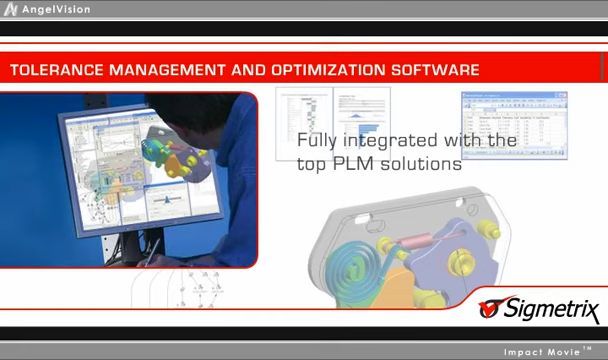 AngelVision
TOLERANCE MANAGEMENT AND OPTIMIZATION SOFTWARE
Fully integrated with the
top PLM solutions
Sigmetrix
Impact Movie™